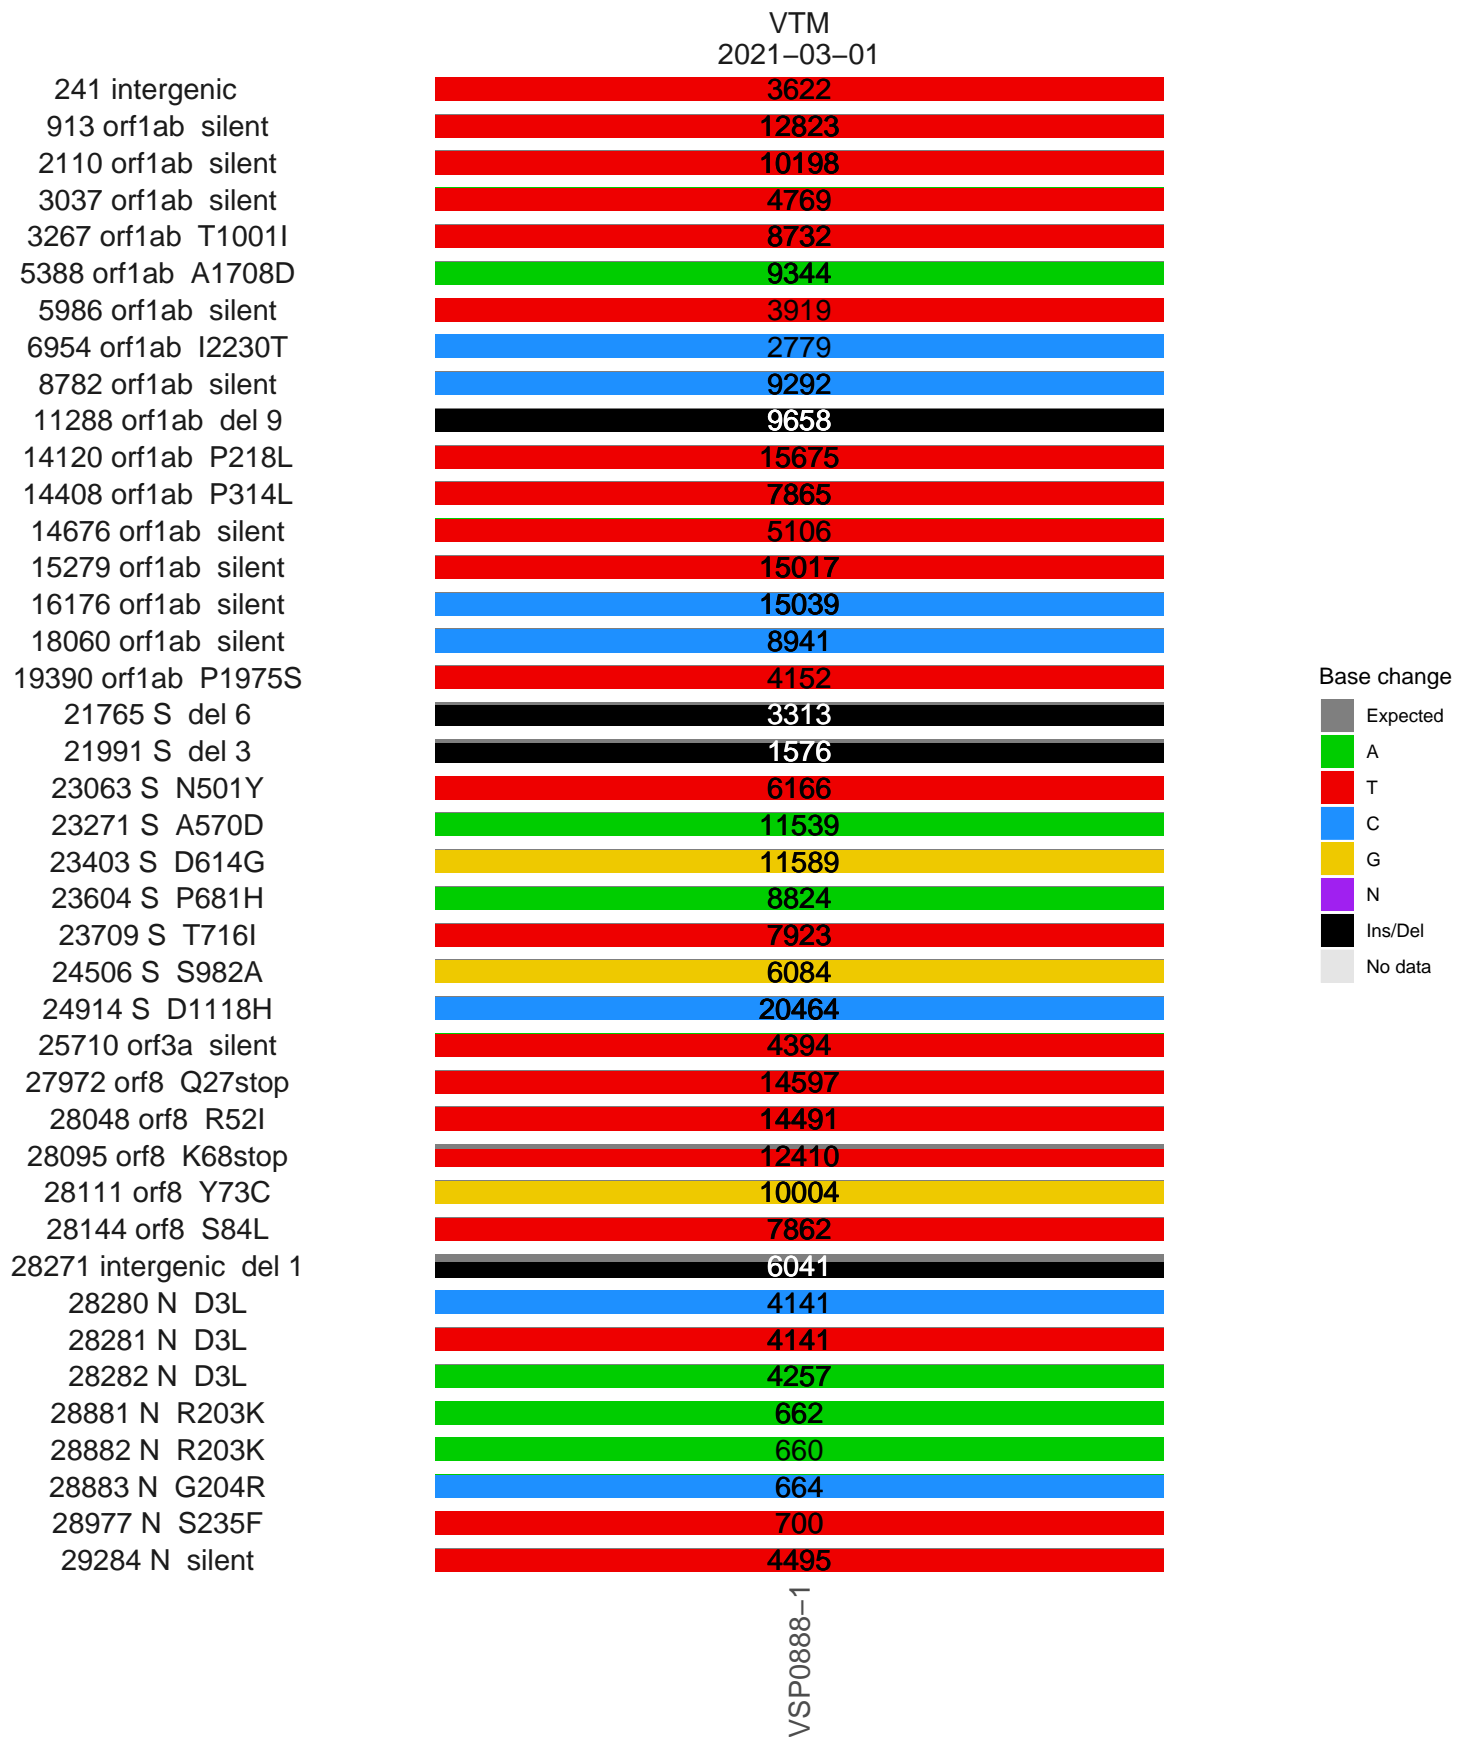 VTM
2021−03−01
241 intergenic 3622
913 orf1ab silent 12823
2110 orf1ab silent 10198
3037 orf1ab silent 4769
3267 orf1ab T1001I 8732
5388 orf1ab A1708D 9344
5986 orf1ab silent 3919
6954 orf1ab I2230T 2779
8782 orf1ab silent 9292
11288 orf1ab del 9 9658
14120 orf1ab P218L 15675
14408 orf1ab P314L 7865
14676 orf1ab silent 5106
15279 orf1ab silent 15017
16176 orf1ab silent 15039
18060 orf1ab silent 8941
19390 orf1ab P1975S 4152
21765 S del 6 3313
21991 S del 3 1576
23063 S N501Y 6166
23271 S A570D 11539
23403 S D614G 11589
23604 S P681H 8824
23709 S T716I 7923
24506 S S982A 6084
24914 S D1118H 20464
25710 orf3a silent 4394
27972 orf8 Q27stop 14597
28048 orf8 R52I 14491
28095 orf8 K68stop 12410
28111 orf8 Y73C 10004
28144 orf8 S84L 7862
28271 intergenic del 1 6041
28280 N D3L 4141
28281 N D3L 4141
28282 N D3L 4257
28881 N R203K 662
28882 N R203K 660
28883 N G204R 664
28977 N S235F 700
29284 N silent 4495
VSP0888−1
Base change
Expected
A
T
C
G
N
Ins/Del
No data